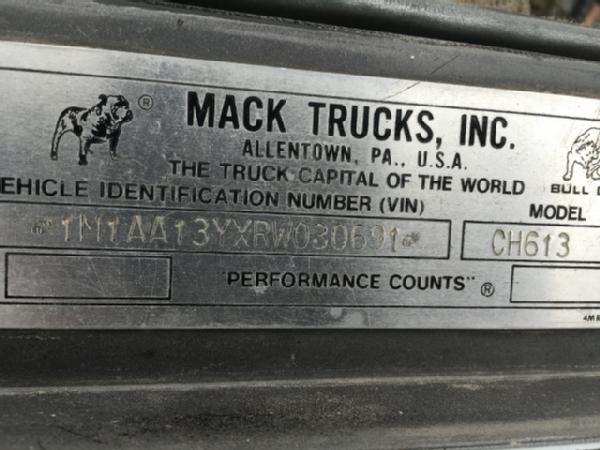 ®
MACK TRUCKS, INC.
ALLENTOWN, PA., U.S.A.
THE TRUCK CAPITAL OF THE WORLD
BULL D
EHICLE IDENTIFICATION NUMBER (VIN)
MODEL
1M1AA13YXRW030691
CH613
"PERFORMANCE COUNTS" ®